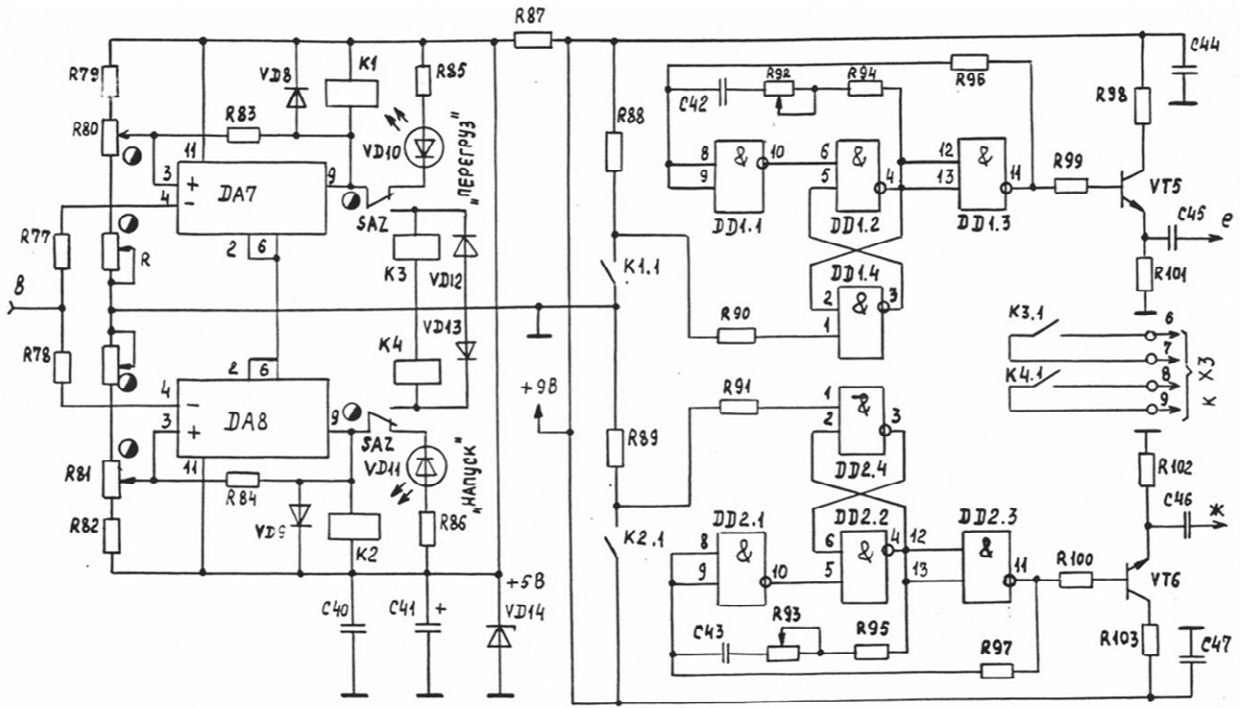 R87
R79
VD8
K1
R85
C44
R80
R83
VD10
„ПЕРЕГРУЗ"
R88
C42
R92
R94
R96
R98
11
3
+
4
-
DA7
9
SAZ
8
9
&
10
DD1.1
6
5
&
4
DD1.2
12
13
&
11
DD1.3
R99
VT5
C45
е
R77
R
2
6
K3
VD12
K1.1
DD1.4
2
1
&
3
R101
В
R90
R78
K4
VD13
+9В
K3.1
K4.1
6
7
8
9
К X3
2
6
4
-
3
+
DA8
9
11
SAZ
VD11
„НАПУСК"
R89
R91
1
2
&
3
DD2.4
R81
R84
R82
VD9
K2
R86
K2.1
DD2.1
8
9
&
10
DD2.2
6
5
&
4
DD2.3
12
13
&
11
R100
VT6
R102
C46
ж
+5В
C40
C41
+
VD14
C43
R93
R95
R97
R103
C47